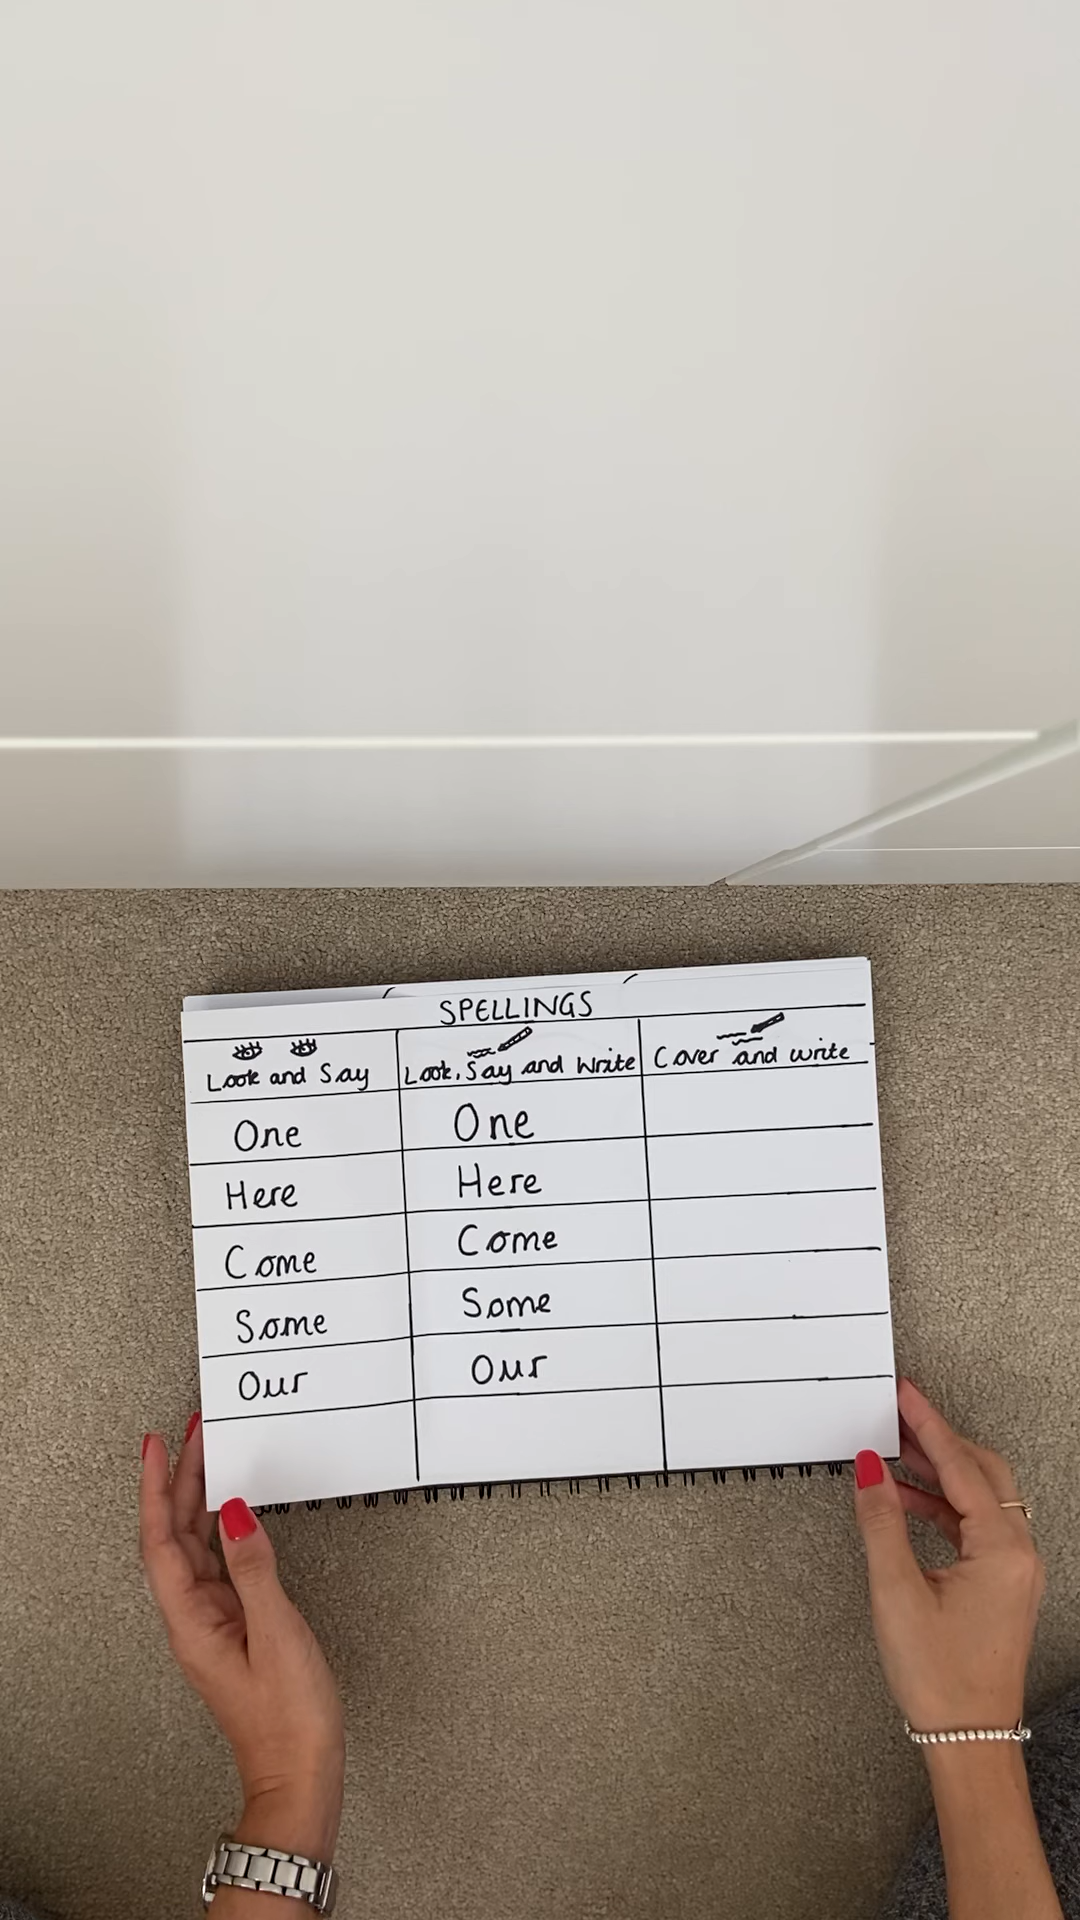 SPELLINGS
Look and Say Look, Say and Write Cover and write
One One
Here Here
Come Come
Some Some
Our Our